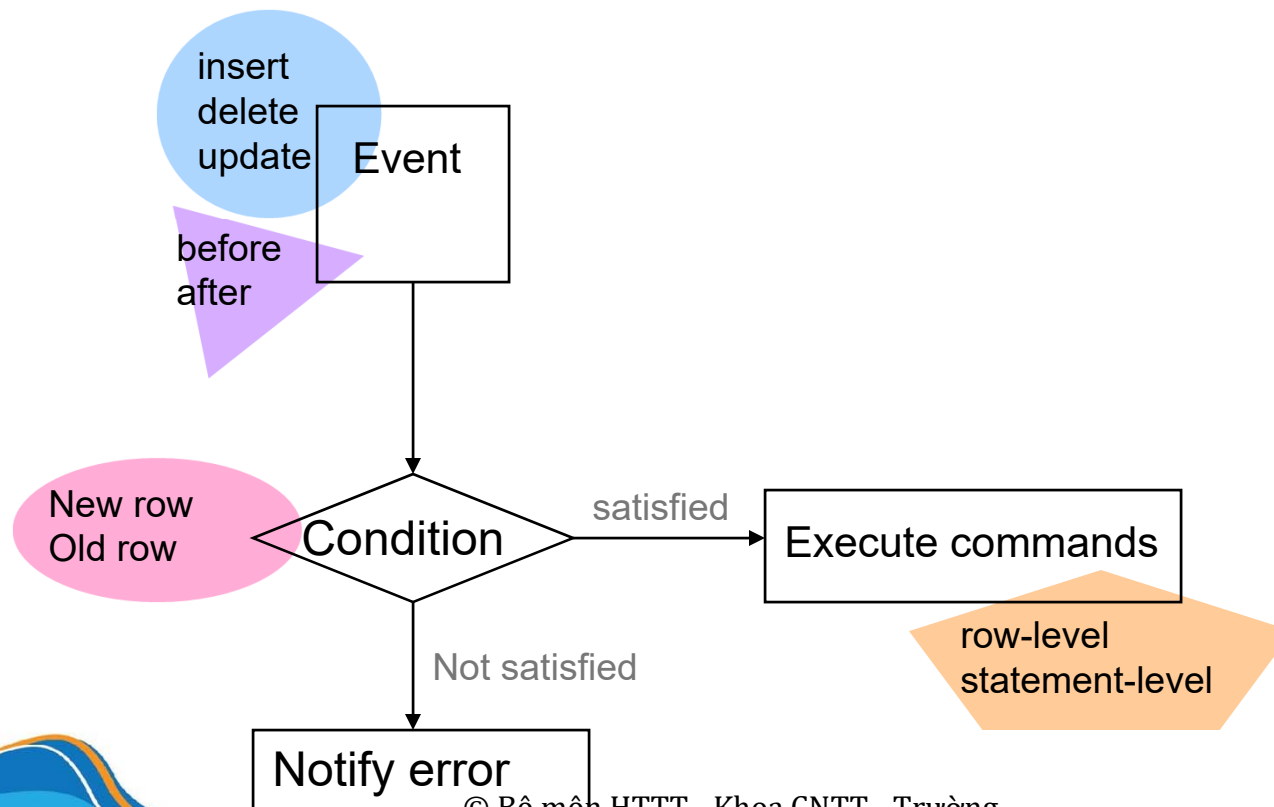 insert
delete
update
Event
before
after
New row
Old row
Condition
satisfied
Execute commands
row-level
statement-level
Not satisfied
Notify error
© Bộ môn HTTT - Khoa CNTT - Trường